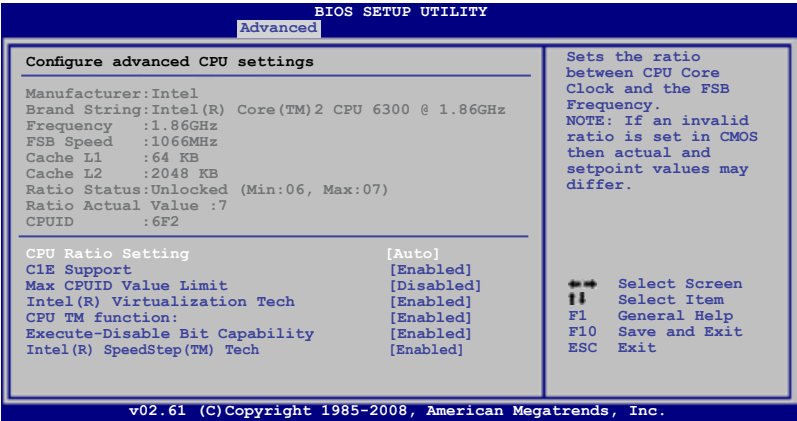 BIOS SETUP UTILITY
Advanced
Configure advanced CPU settings
Manufacturer:Intel
Brand String:Intel(R) Core(TM)2 CPU 6300 @ 1.86GHz
Frequency :1.86GHz
FSB Speed :1066MHz
Cache L1 :64 KB
Cache L2 :2048 KB
Ratio Status:Unlocked (Min:06, Max:07)
Ratio Actual Value :7
CPUID :6F2
CPU Ratio Setting [Auto]
C1E Support [Enabled]
Max CPUID Value Limit [Disabled]
Intel(R) Virtualization Tech [Enabled]
CPU TM function: [Enabled]
Execute-Disable Bit Capability [Enabled]
Intel(R) SpeedStep(TM) Tech [Enabled]
Sets the ratio
between CPU Core
Clock and the FSB
Frequency.
NOTE: If an invalid
ratio is set in CMOS
then actual and
setpoint values may
differ.
Select Screen
Select Item
F1 General Help
F10 Save and Exit
ESC Exit
v02.61 (C)Copyright 1985-2008, American Megatrends, Inc.